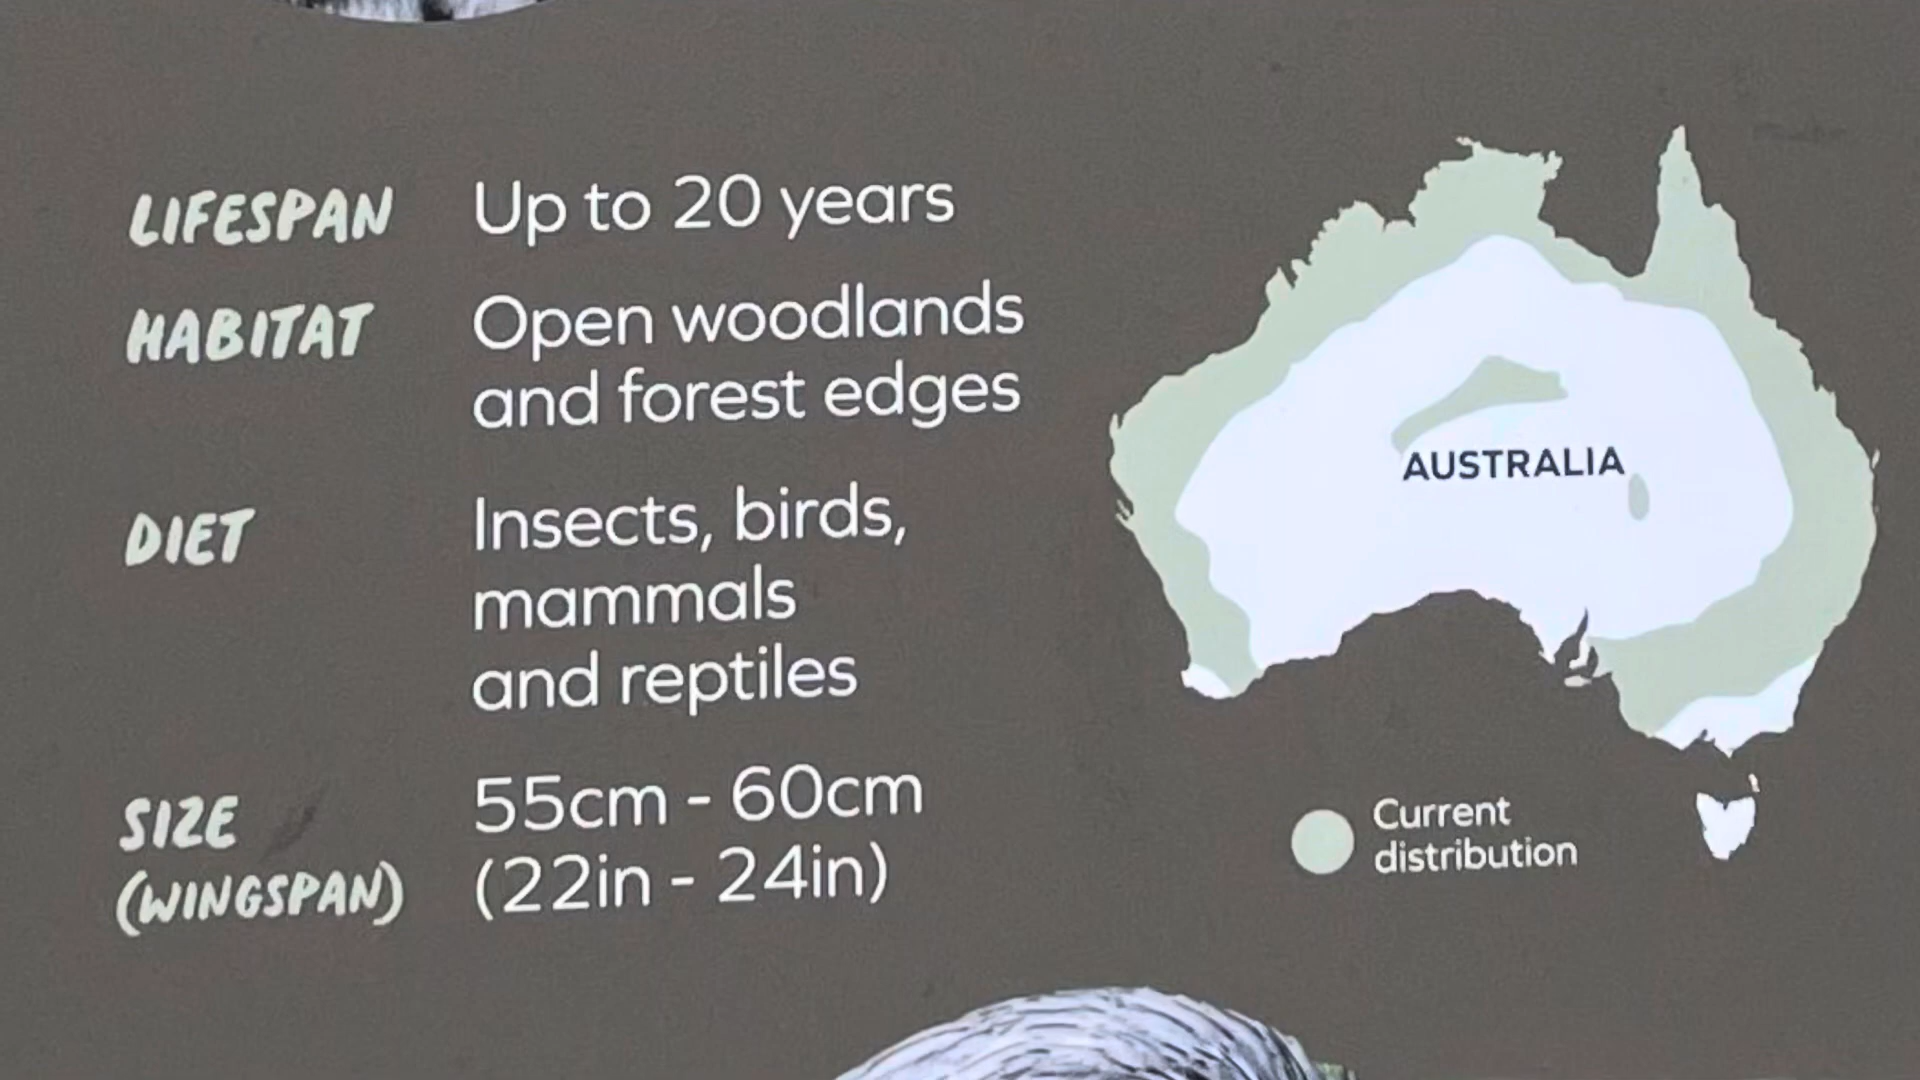 LIFESPAN Up to 20 years
HABITAT Open woodlands
and forest edges
DIET Insects, birds,
mammals
and reptiles
SIZE 55cm - 60cm
(WINGSPAN) (22in - 24in)
AUSTRALIA
Current
distribution